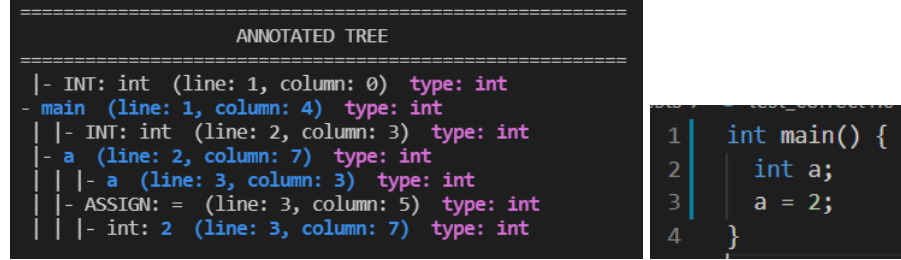 ============================================================
ANNOTATED TREE
============================================================
|- INT: int (line: 1, column: 0) type: int
- main (line: 1, column: 4) type: int
| |- INT: int (line: 2, column: 3) type: int
|- a (line: 2, column: 7) type: int
| | |- a (line: 3, column: 3) type: int
| |- ASSIGN: = (line: 3, column: 5) type: int
| | |- int: 2 (line: 3, column: 7) type: int
1 int main() {
2 int a;
3 a = 2;
4 }